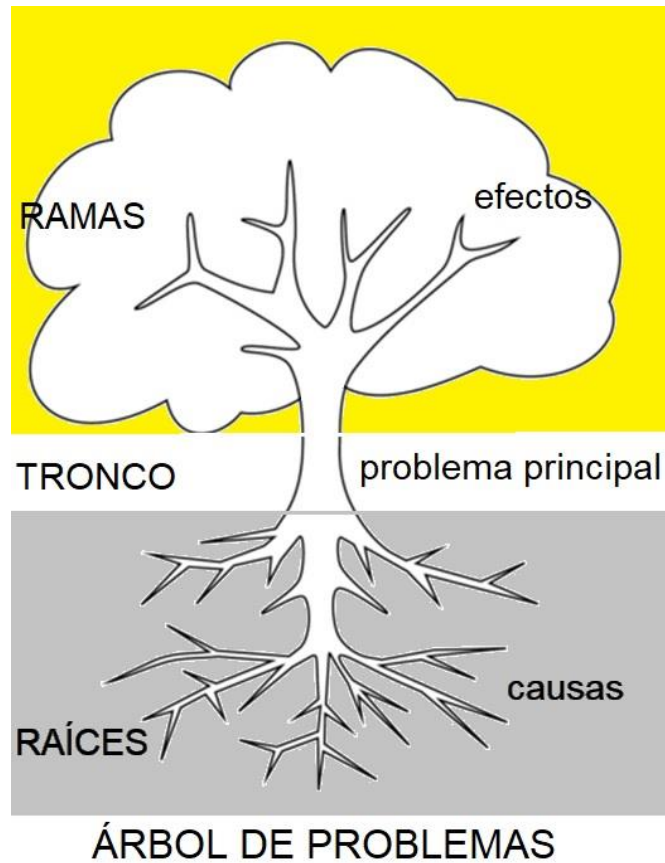 RAMAS
efectos
TRONCO
problema principal
causas
RAÍCES
ÁRBOL DE PROBLEMAS